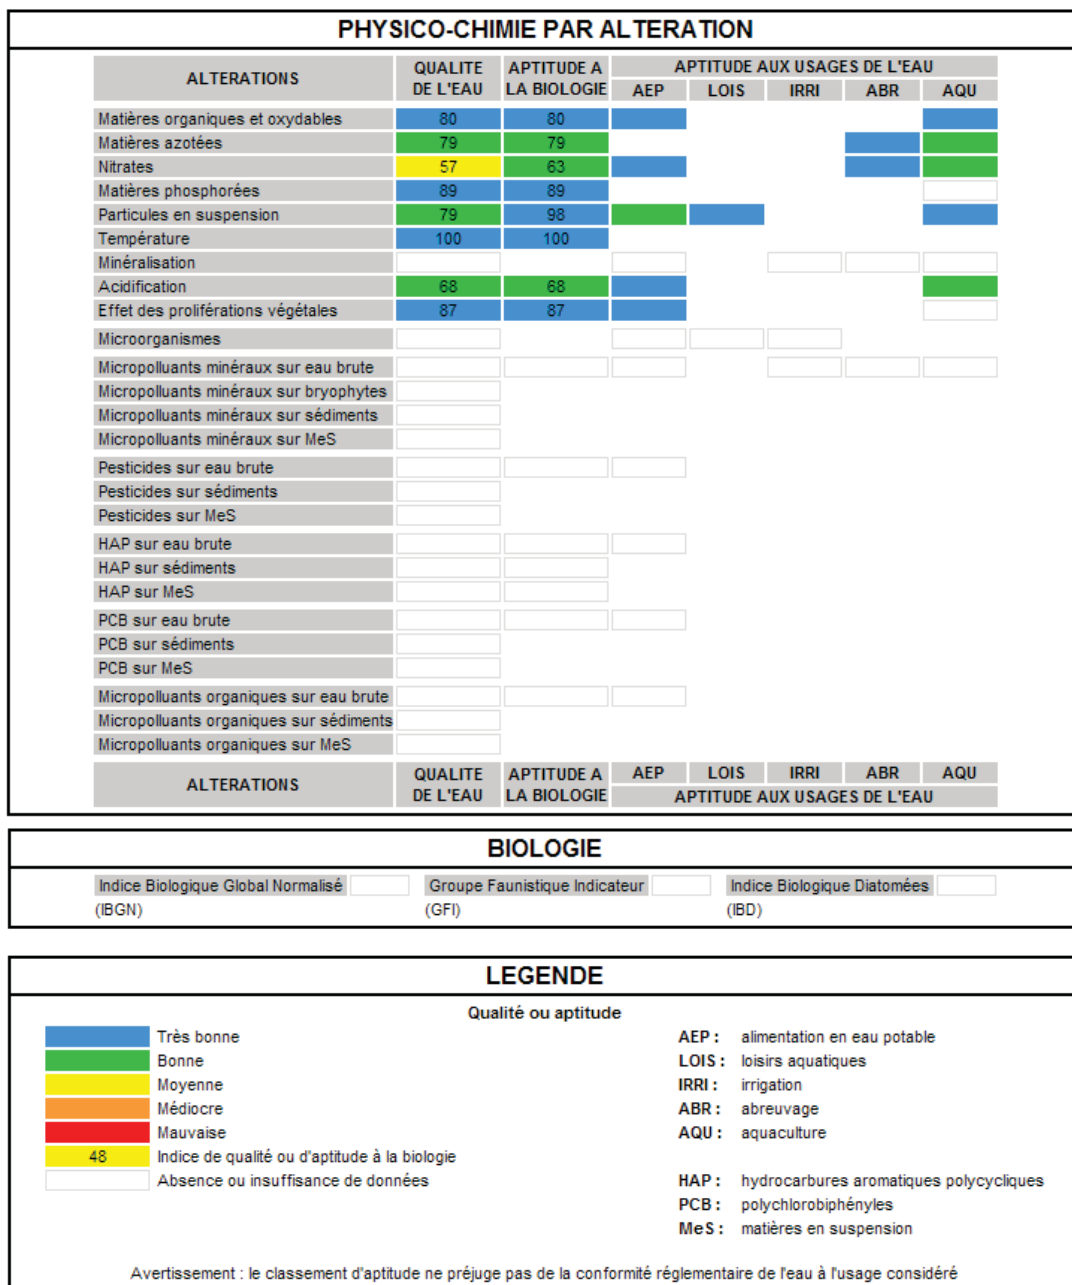 PHYSICO-CHIMIE PAR ALTERATION
ALTERATIONS QUALITE DE L'EAU APTITUDE A LA BIOLOGIE APTITUDE AUX USAGES DE L'EAU
AEP LOIS IRRI ABR AQU
Matières organiques et oxydables 80 80
Matières azotées 79 79
Nitrates 57 63
Matières phosphorées 89 89
Particules en suspension 79 98
Température 100 100
Minéralisation
Acidification 68 68
Effet des proliférations végétales 87 87
Microorganismes
Micropolluants minéraux sur eau brute
Micropolluants minéraux sur bryophytes
Micropolluants minéraux sur sédiments
Micropolluants minéraux sur MeS
Pesticides sur eau brute
Pesticides sur sédiments
Pesticides sur MeS
HAP sur eau brute
HAP sur sédiments
HAP sur MeS
PCB sur eau brute
PCB sur sédiments
PCB sur MeS
Micropolluants organiques sur eau brute
Micropolluants organiques sur sédiments
Micropolluants organiques sur MeS
ALTERATIONS QUALITE DE L'EAU APTITUDE A LA BIOLOGIE AEP LOIS IRRI ABR AQU
APTITUDE AUX USAGES DE L'EAU
BIOLOGIE
Indice Biologique Global Normalisé Groupe Faunistique Indicateur Indice Biologique Diatomées
(IBGN) (GFI) (IBD)
LEGENDE
Qualité ou aptitude
Très bonne AEP : alimentation en eau potable
Bonne LOIS : loisirs aquatiques
Moyenne IRRI : irrigation
Médiocre ABR : abreuvage
Mauvaise AQU : aquaculture
48 Indice de qualité ou d'aptitude à la biologie
Absence ou insuffisance de données HAP : hydrocarbures aromatiques polycycliques
PCB : polychlorobiphényles
MeS : matières en suspension
Avertissement : le classement d'aptitude ne préjuge pas de la conformité réglementaire de l'eau à l'usage considéré